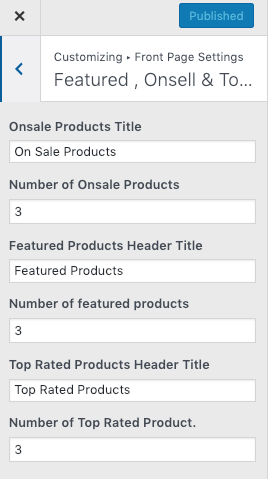 Published
Customizing ▸ Front Page Settings
Featured , Onsell & To...
Onsale Products Title
On Sale Products
Number of Onsale Products
3
Featured Products Header Title
Featured Products
Number of featured products
3
Top Rated Products Header Title
Top Rated Products
Number of Top Rated Product.
3